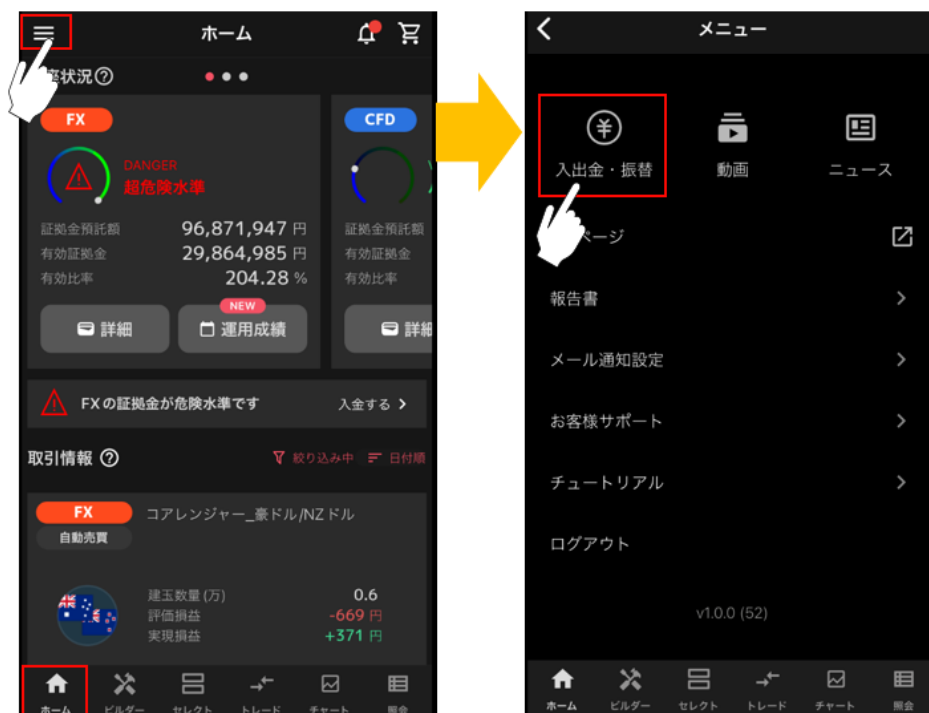 ホーム
座状況?
FX
CFD
DANGER
超危険水準
証拠金預託額 96,871,947 円
有効証拠金 29,864,985 円
有効比率 204.28 %
証拠金預託額
有効証拠金
有効比率
NEW
詳細
運用成績
詳細
FXの証拠金が危険水準です
入金する >
取引情報 ?
絞り込み中
日付順
FX
コアレンジャー_豪ドル/NZドル
自動売買
建玉数量 (万) 0.6
評価損益 -669 円
実現損益 +371 円
ホーム
ビルダー
セレクト
トレード
チャート
照会
メニュー
入出金・振替
動画
ニュース
ページ
報告書
メール通知設定
お客様サポート
チュートリアル
ログアウト
v1.0.0 (52)
ホーム
ビルダー
セレクト
トレード
チャート
照会